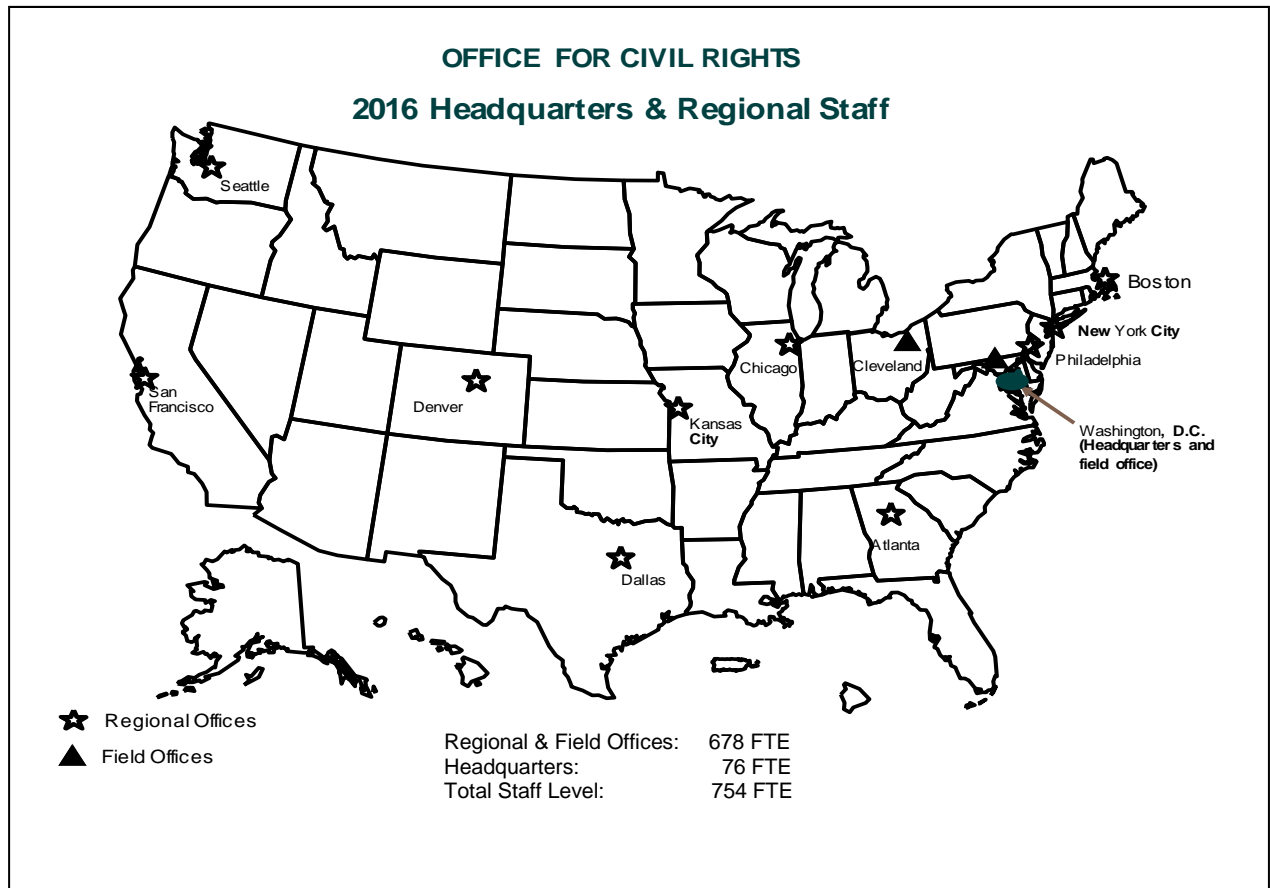 OFFICE FOR CIVIL RIGHTS
2016 Headquarters & Regional Staff
Seattle
Boston
New York City
Philadelphia
Chicago
Cleveland
San
Francisco
Denver
Kansas
City
Washington, D.C.
(Headquarters and
field office)
Atlanta
Dallas
Regional Offices
Field Offices
Regional & Field Offices: 678 FTE
Headquarters: 76 FTE
Total Staff Level: 754 FTE